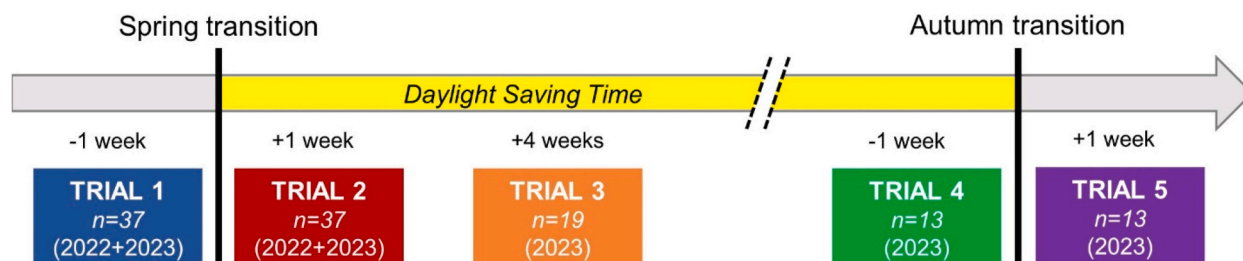 Spring transition
Autumn transition
Daylight Saving Time
-1 week
+1 week
+4 weeks
-1 week
+1 week
TRIAL 1
n=37
(2022+2023)
TRIAL 2
n=37
(2022+2023)
TRIAL 3
n=19
(2023)
TRIAL 4
n=13
(2023)
TRIAL 5
n=13
(2023)